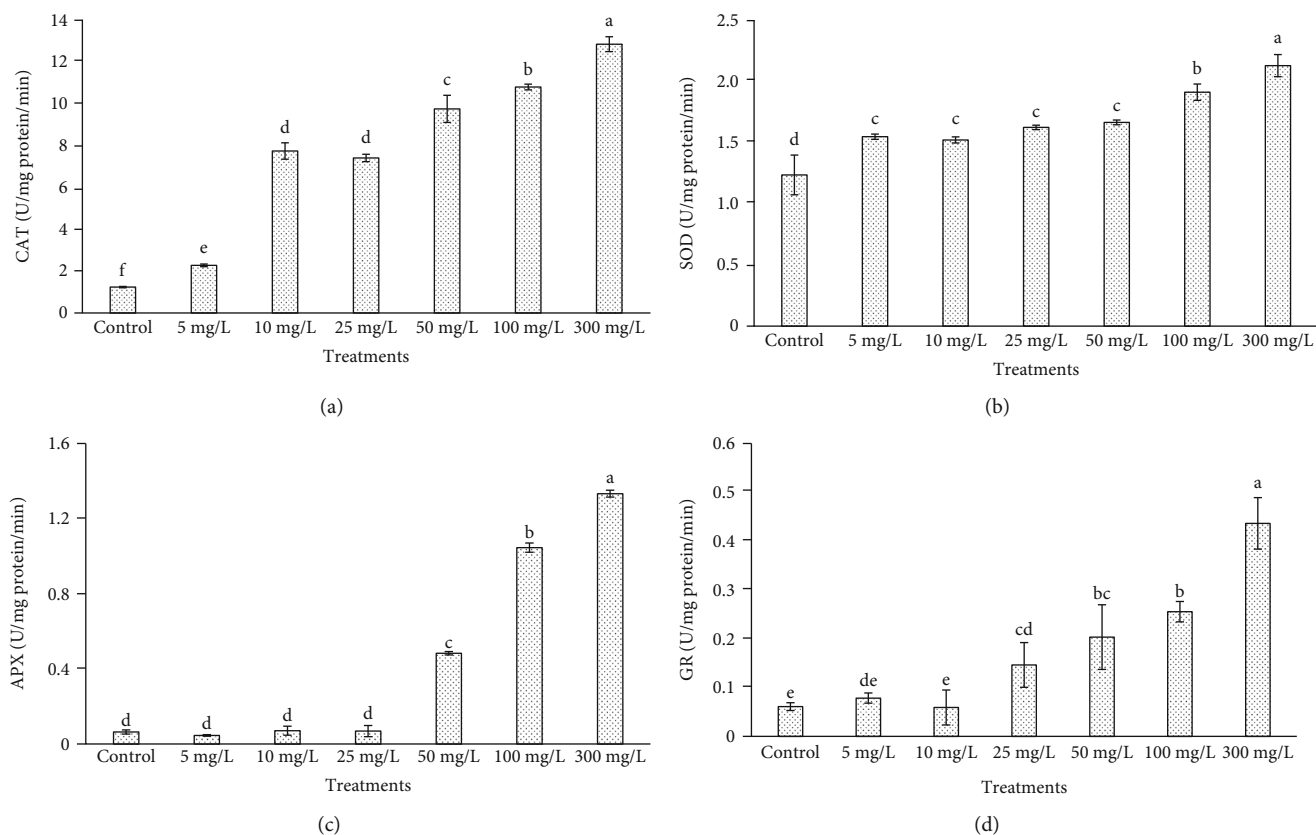 CAT (U/mg protein/min)
14
12
10
8
6
4
2
0
f
e
d
d
c
b
a
Control
5 mg/L
10 mg/L
25 mg/L
50 mg/L
100 mg/L
300 mg/L
Treatments
(a)
SOD (U/mg protein/min)
2.5
2.0
1.5
1.0
0.5
0
d
c
c
c
c
b
a
Control
5 mg/L
10 mg/L
25 mg/L
50 mg/L
100 mg/L
300 mg/L
Treatments
(b)
APX (U/mg protein/min)
1.6
1.2
0.8
0.4
0
d
d
d
d
c
b
a
Control
5 mg/L
10 mg/L
25 mg/L
50 mg/L
100 mg/L
300 mg/L
Treatments
(c)
GR (U/mg protein/min)
0.6
0.5
0.4
0.3
0.2
0.1
0
e
de
e
cd
bc
b
a
Control
5 mg/L
10 mg/L
25 mg/L
50 mg/L
100 mg/L
300 mg/L
Treatments
(d)